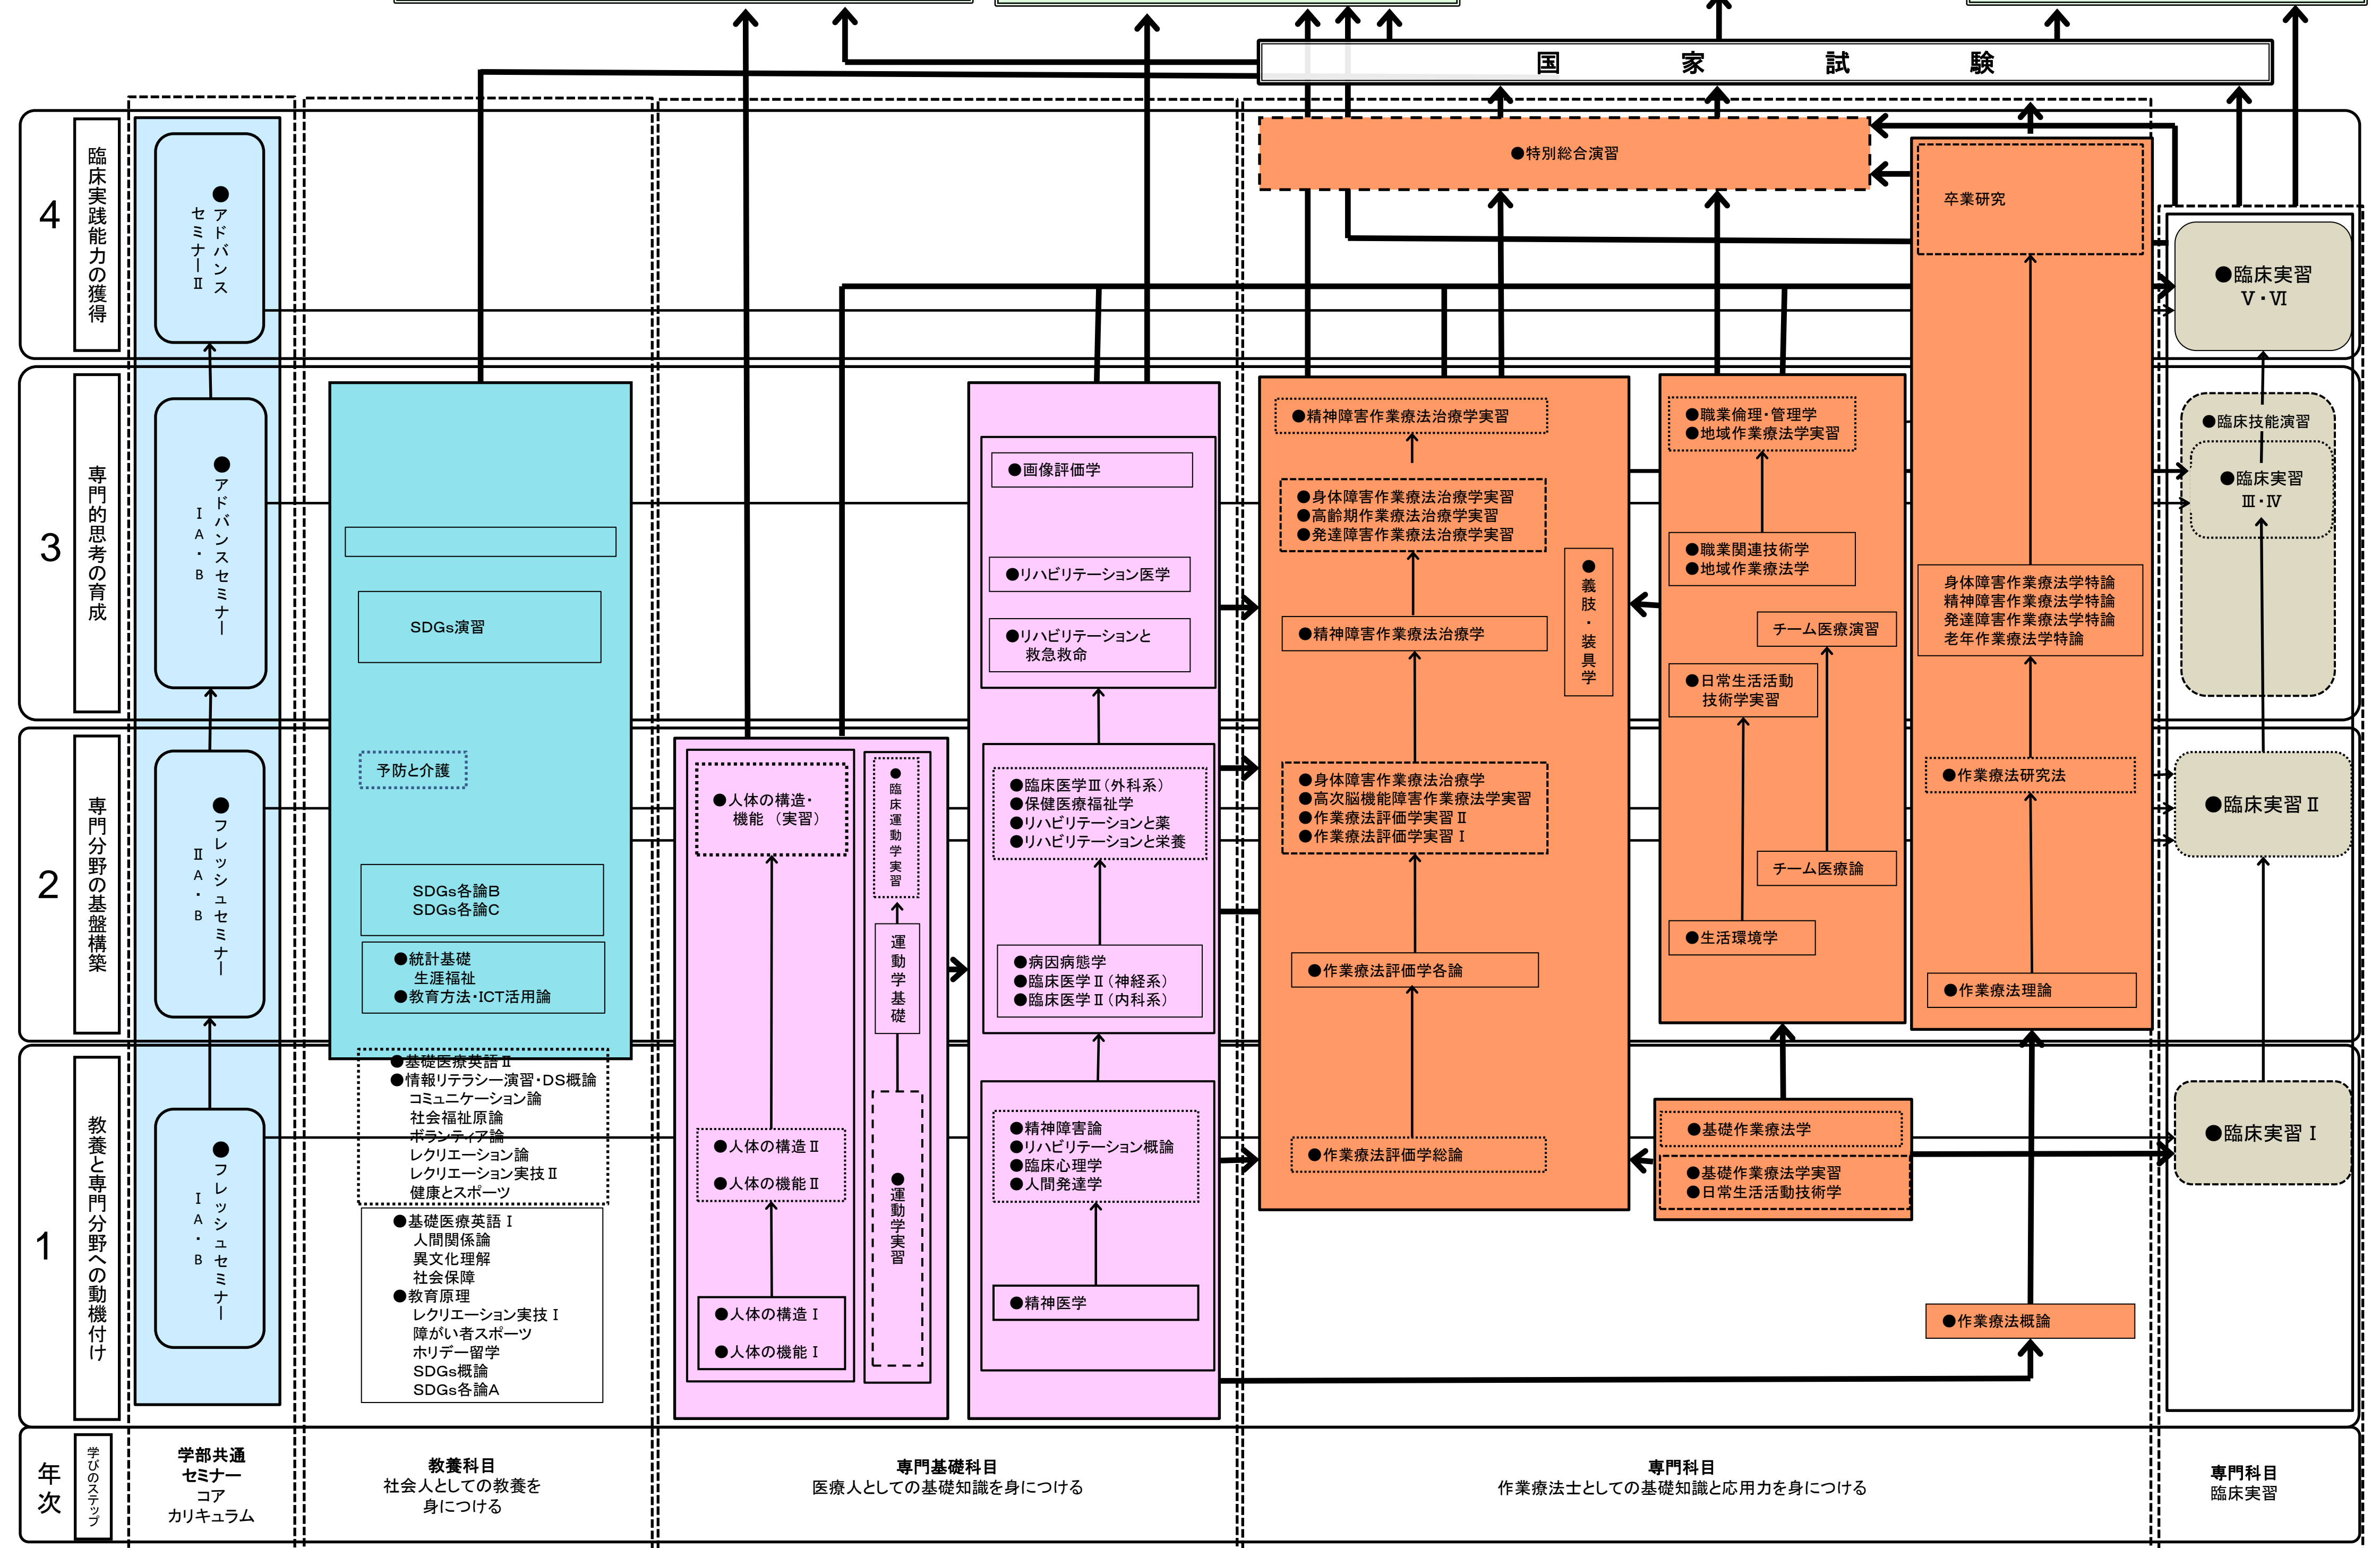 国家試験
4
臨床実践能力の獲得
●アドバンス
セミナーⅡ
●特別総合演習
卒業研究
●臨床実習
Ⅴ・Ⅵ
3
専門的思考の育成
●アドバンスセミナー
ⅠA・B
SDGs演習
●画像評価学
●リハビリテーション医学
●リハビリテーションと
救急救命
●精神障害作業療法治療学実習
●身体障害作業療法治療学実習
●高齢期作業療法治療学実習
●発達障害作業療法治療学実習
●義肢・装具学
●精神障害作業療法治療学
●職業倫理・管理学
●地域作業療法学実習
●職業関連技術学
●地域作業療法学
チーム医療演習
●日常生活活動
技術学実習
身体障害作業療法学特論
精神障害作業療法学特論
発達障害作業療法学特論
老年作業療法学特論
●臨床技能演習
●臨床実習
Ⅲ・Ⅳ
2
専門分野の基盤構築
●フレッシュセミナー
ⅡA・B
予防と介護
SDGs各論B
SDGs各論C
●統計基礎
生涯福祉
●教育方法・ICT活用論
●人体の構造・
機能（実習）
●臨床運動学実習
運動学基礎
●臨床医学Ⅲ（外科系）
●保健医療福祉学
●リハビリテーションと薬
●リハビリテーションと栄養
●病因病態学
●臨床医学Ⅱ（神経系）
●臨床医学Ⅱ（内科系）
●身体障害作業療法治療学
●高次脳機能障害作業療法学実習
●作業療法評価学実習Ⅱ
●作業療法評価学実習Ⅰ
●作業療法評価学各論
チーム医療論
●生活環境学
●作業療法研究法
●作業療法理論
●臨床実習Ⅱ
1
教養と専門分野への動機付け
●フレッシュセミナー
ⅠA・B
●基礎医療英語Ⅱ
●情報リテラシー演習・DS概論
コミュニケーション論
社会福祉原論
ボランティア論
レクリエーション論
レクリエーション実技Ⅱ
健康とスポーツ
●基礎医療英語Ⅰ
人間関係論
異文化理解
社会保障
●教育原理
レクリエーション実技Ⅰ
障がい者スポーツ
ホリデー留学
SDGs概論
SDGs各論A
●人体の構造Ⅱ
●人体の機能Ⅱ
●人体の構造Ⅰ
●人体の機能Ⅰ
●運動学実習
●精神障害論
●リハビリテーション概論
●臨床心理学
●人間発達学
●精神医学
●作業療法評価学総論
●基礎作業療法学
●基礎作業療法学実習
●日常生活活動技術学
●作業療法概論
●臨床実習Ⅰ
年次
学びのステップ
学部共通
セミナー
コア
カリキュラム
教養科目
社会人としての教養を
身につける
専門基礎科目
医療人としての基礎知識を身につける
専門科目
作業療法士としての基礎知識と応用力を身につける
専門科目
臨床実習